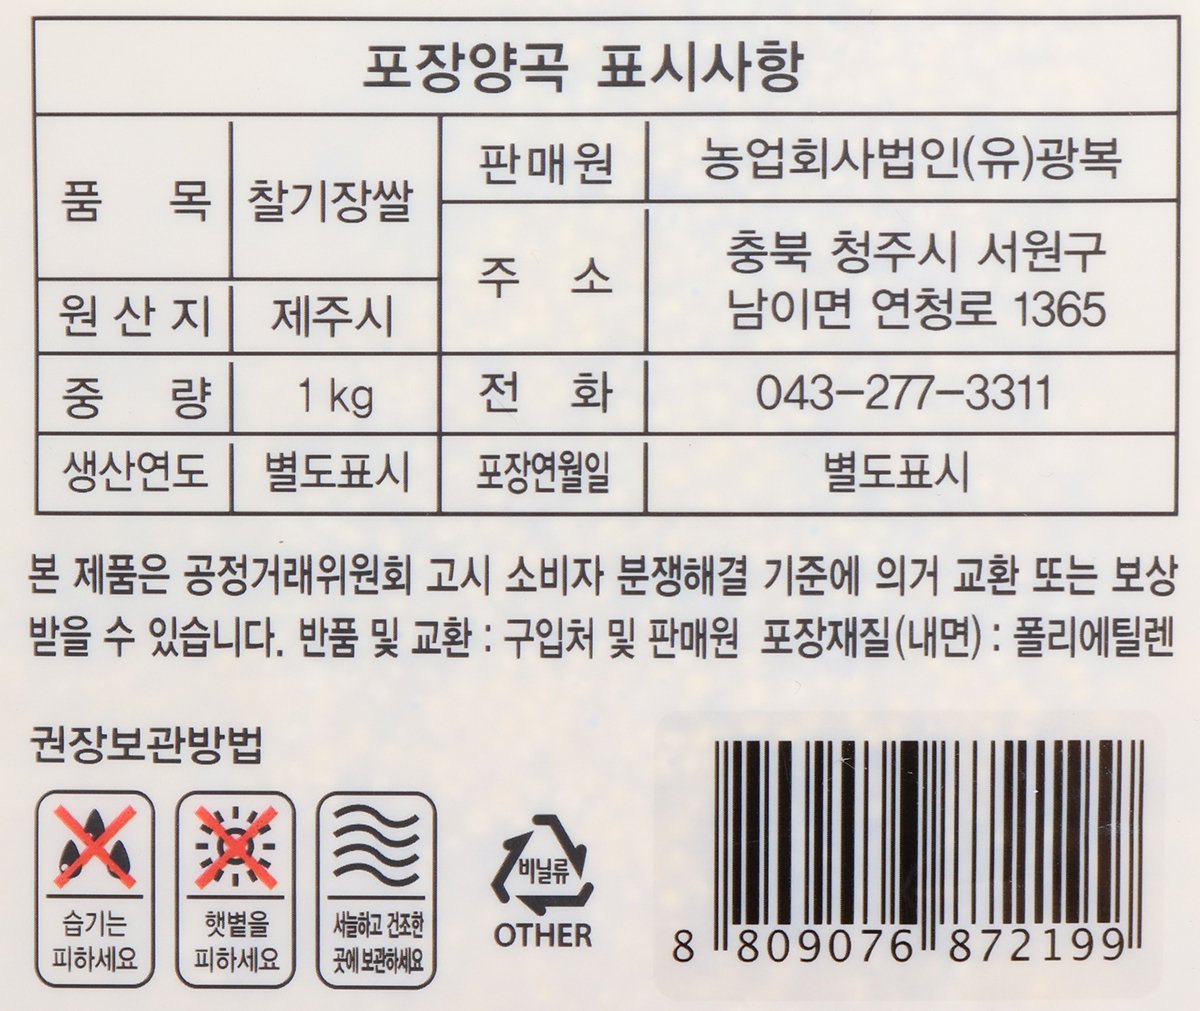 포장양곡 표시사항
품 목 찰기장쌀
판매원 농업회사법인(유)광복
주 소 충북 청주시 서원구
남이면 연청로 1365
원산지 제주시
중 량 1 kg
전 화 043-277-3311
생산연도 별도표시
포장연월일 별도표시
본 제품은 공정거래위원회 고시 소비자 분쟁해결 기준에 의거 교환 또는 보상
받을 수 있습니다. 반품 및 교환 : 구입처 및 판매원 포장재질(내면) : 폴리에틸렌
권장보관방법
습기는
피하세요
햇볕을
피하세요
서늘하고 건조한
곳에 보관하세요
비닐류
OTHER
8 809076 872199